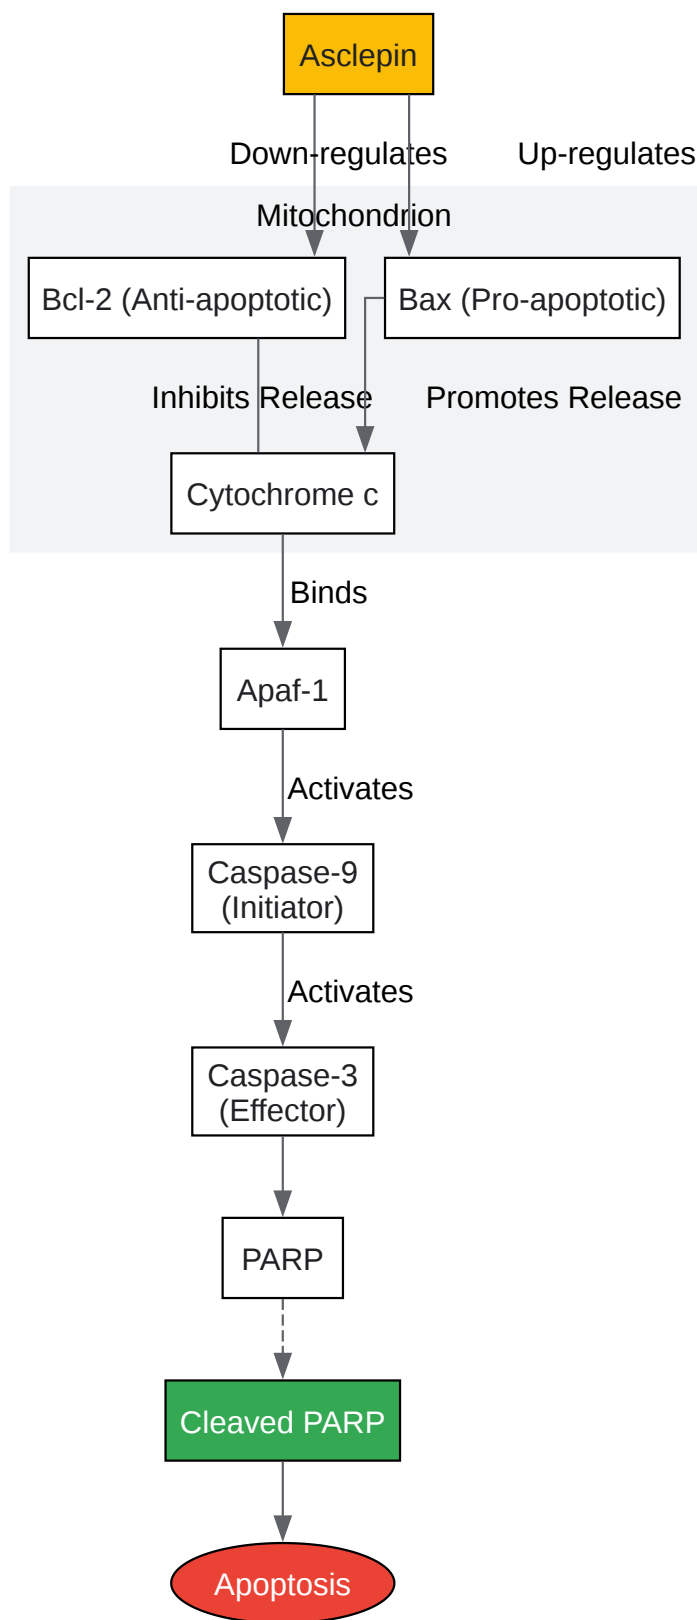 Asclepin
Down-regulates
Up-regulates
Mitochondrion
Bcl-2 (Anti-apoptotic)
Bax (Pro-apoptotic)
Inhibits Release
Promotes Release
Cytochrome c
Binds
Apaf-1
Activates
Caspase-9
(Initiator)
Activates
Caspase-3
(Effector)
PARP
Cleaved PARP
Apoptosis